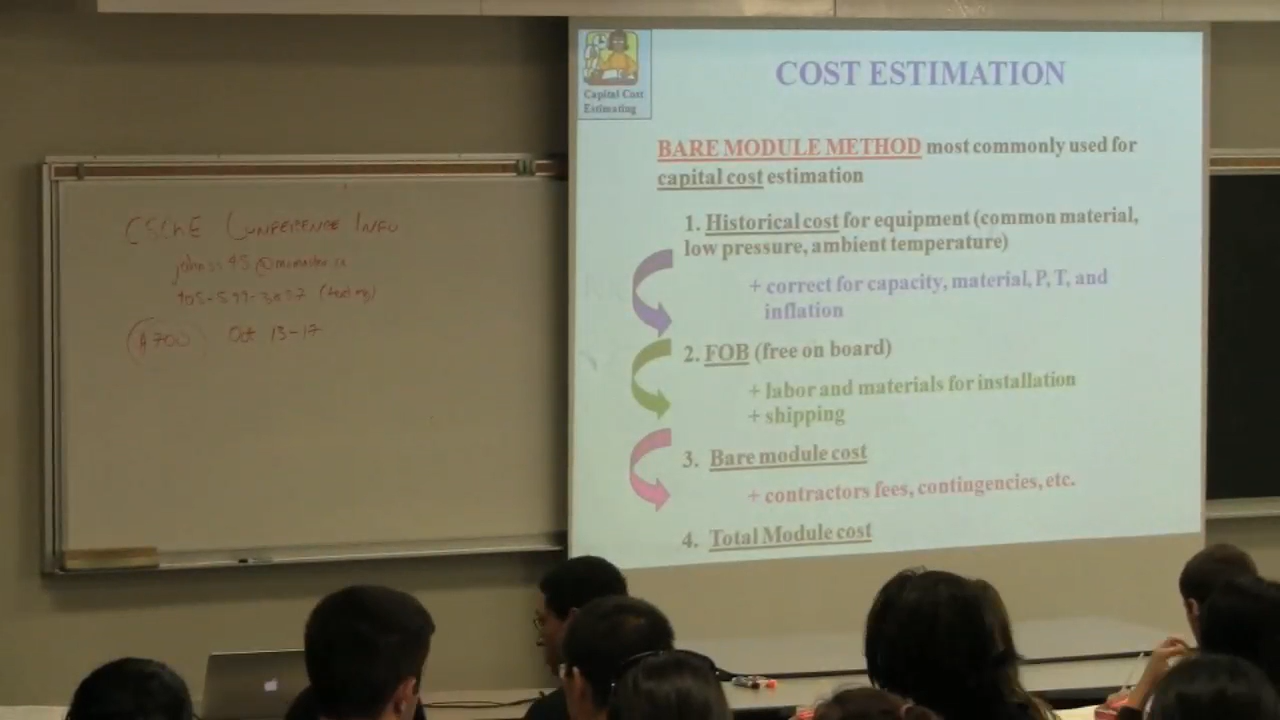 CSChE CONFERENCE INFO
Oct 13-17
A700
Capital Cost
Estimating
COST ESTIMATION
BARE MODULE METHOD most commonly used for
capital cost estimation
1. Historical cost for equipment (common material,
low pressure, ambient temperature)
+ correct for capacity, material, P, T, and
inflation
2. FOB (free on board)
+ labor and materials for installation
+ shipping
3. Bare module cost
+ contractors fees, contingencies, etc.
4. Total Module cost